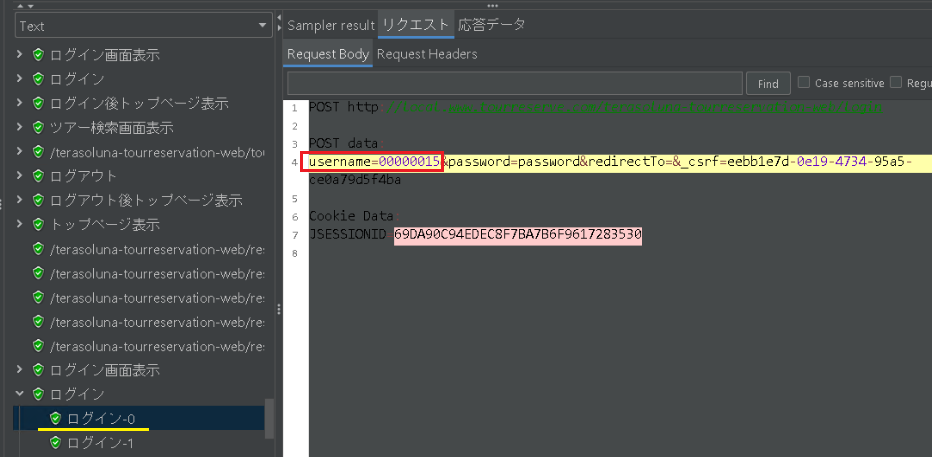 Text
ログイン画面表示
ログイン
ログイン後トップページ表示
ツアー検索画面表示
/terasoluna-tourreservation-web/tou
ログアウト
ログアウト後トップページ表示
トップページ表示
/terasoluna-tourreservation-web/res
/terasoluna-tourreservation-web/res
/terasoluna-tourreservation-web/res
/terasoluna-tourreservation-web/res
/terasoluna-tourreservation-web/res
ログイン画面表示
ログイン
ログイン-0
ログイン-1
Sampler result リクエスト 応答データ
Request Body Request Headers
Find Case sensitive Regu
1 POST http
2
3 POST data
4 username=00000015&password=password&redirectTo=&_csrf=eebb1e7d-0e19-4734-95a5-
ce0a79d5f4ba
5
6 Cookie Data
7 JSESSIONID=69DA90C94EDEC8F7BA7B6F9617283530
8